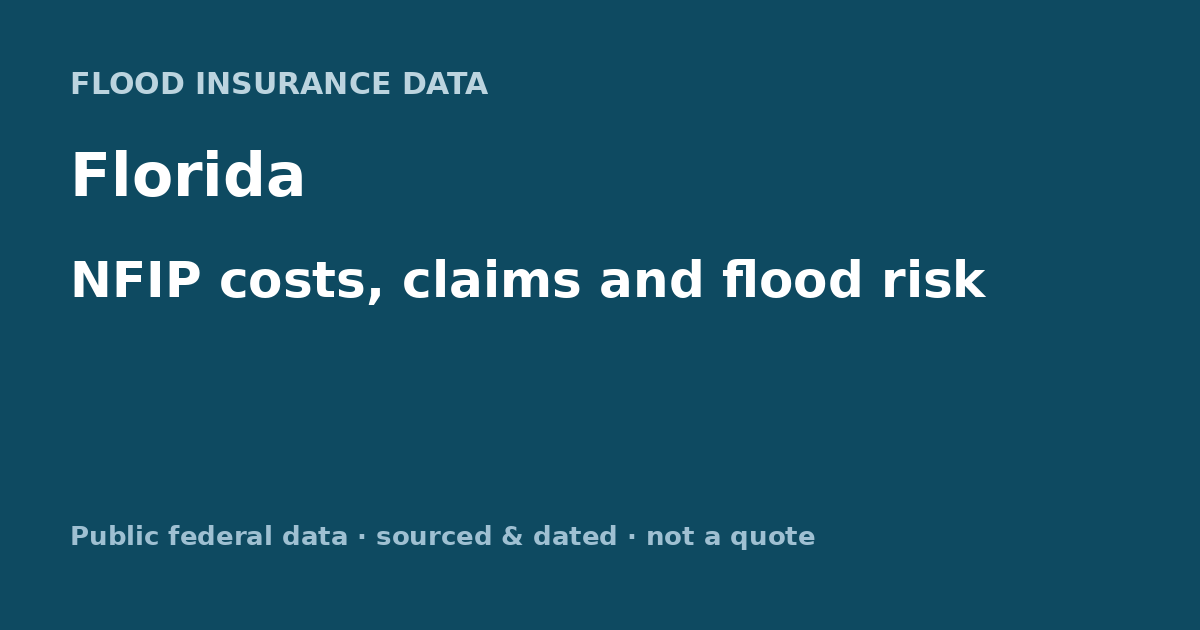 FLOOD INSURANCE DATA
Florida
NFIP costs, claims and flood risk
Public federal data · sourced & dated · not a quote